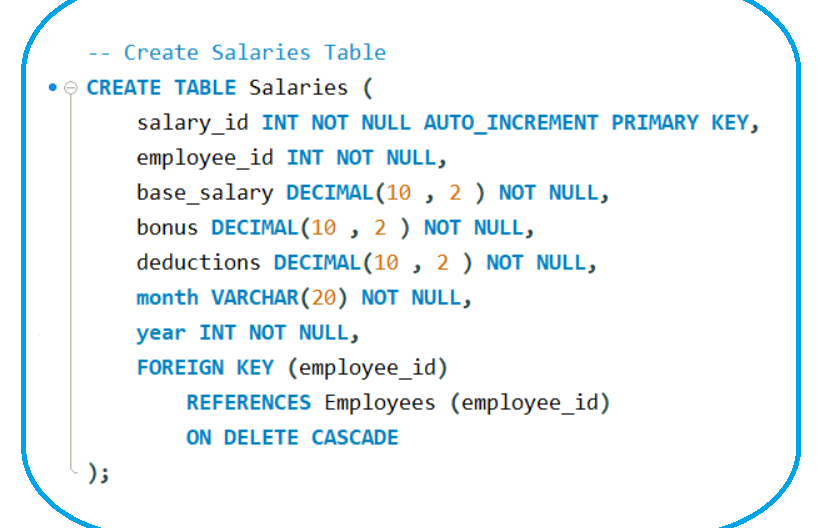 -- Create Salaries Table
CREATE TABLE Salaries (
salary_id INT NOT NULL AUTO_INCREMENT PRIMARY KEY,
employee_id INT NOT NULL,
base_salary DECIMAL(10 , 2 ) NOT NULL,
bonus DECIMAL(10 , 2 ) NOT NULL,
deductions DECIMAL(10 , 2 ) NOT NULL,
month VARCHAR(20) NOT NULL,
year INT NOT NULL,
FOREIGN KEY (employee_id)
REFERENCES Employees (employee_id)
ON DELETE CASCADE
);